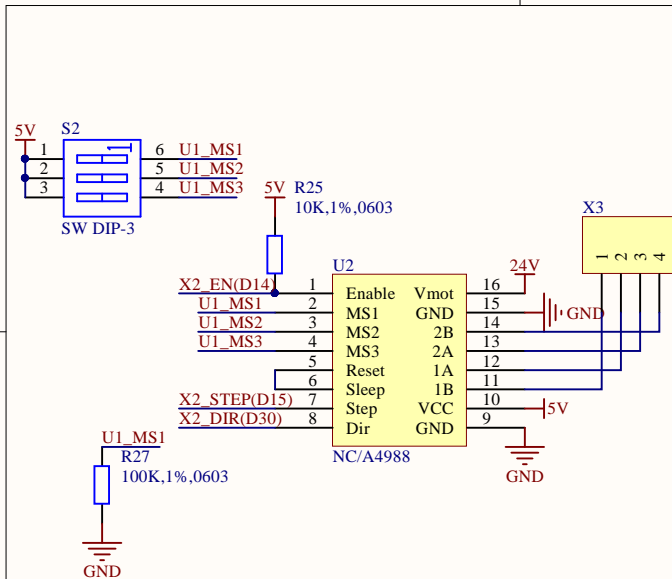 5V
S2
1
2
3
1
6
5
4
U1_MS1
U1_MS2
U1_MS3
SW DIP-3
5V
R25
10K,1%,0603
X3
1
2
3
4
U2
24V
X2_EN(D14)
1
Enable
Vmot
16
U1_MS1
2
MS1
GND
15
GND
U1_MS2
3
MS2
2B
14
U1_MS3
4
MS3
2A
13
5
Reset
1A
12
6
Sleep
1B
11
X2_STEP(D15)
7
Step
VCC
10
5V
X2_DIR(D30)
8
Dir
GND
9
NC/A4988
GND
U1_MS1
R27
100K,1%,0603
GND